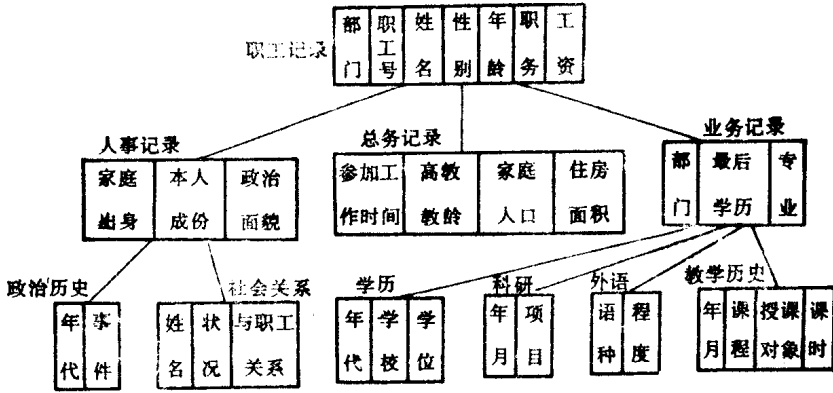 职工记录
部门 职工号 姓名 性别 年龄 职务 工资
人事记录 总务记录 业务记录
家庭出身 本人成份 政治面貌
参加工作时间 高教教龄 家庭人口 住房面积
部门 最后学历 专业
政治历史 社会关系 学历 科研 外语 教学历史
年代 事件
姓名 状况 与职工关系
年代 学校 学位
年月 项目
语种 程度
年月 课程 授课对象 课时